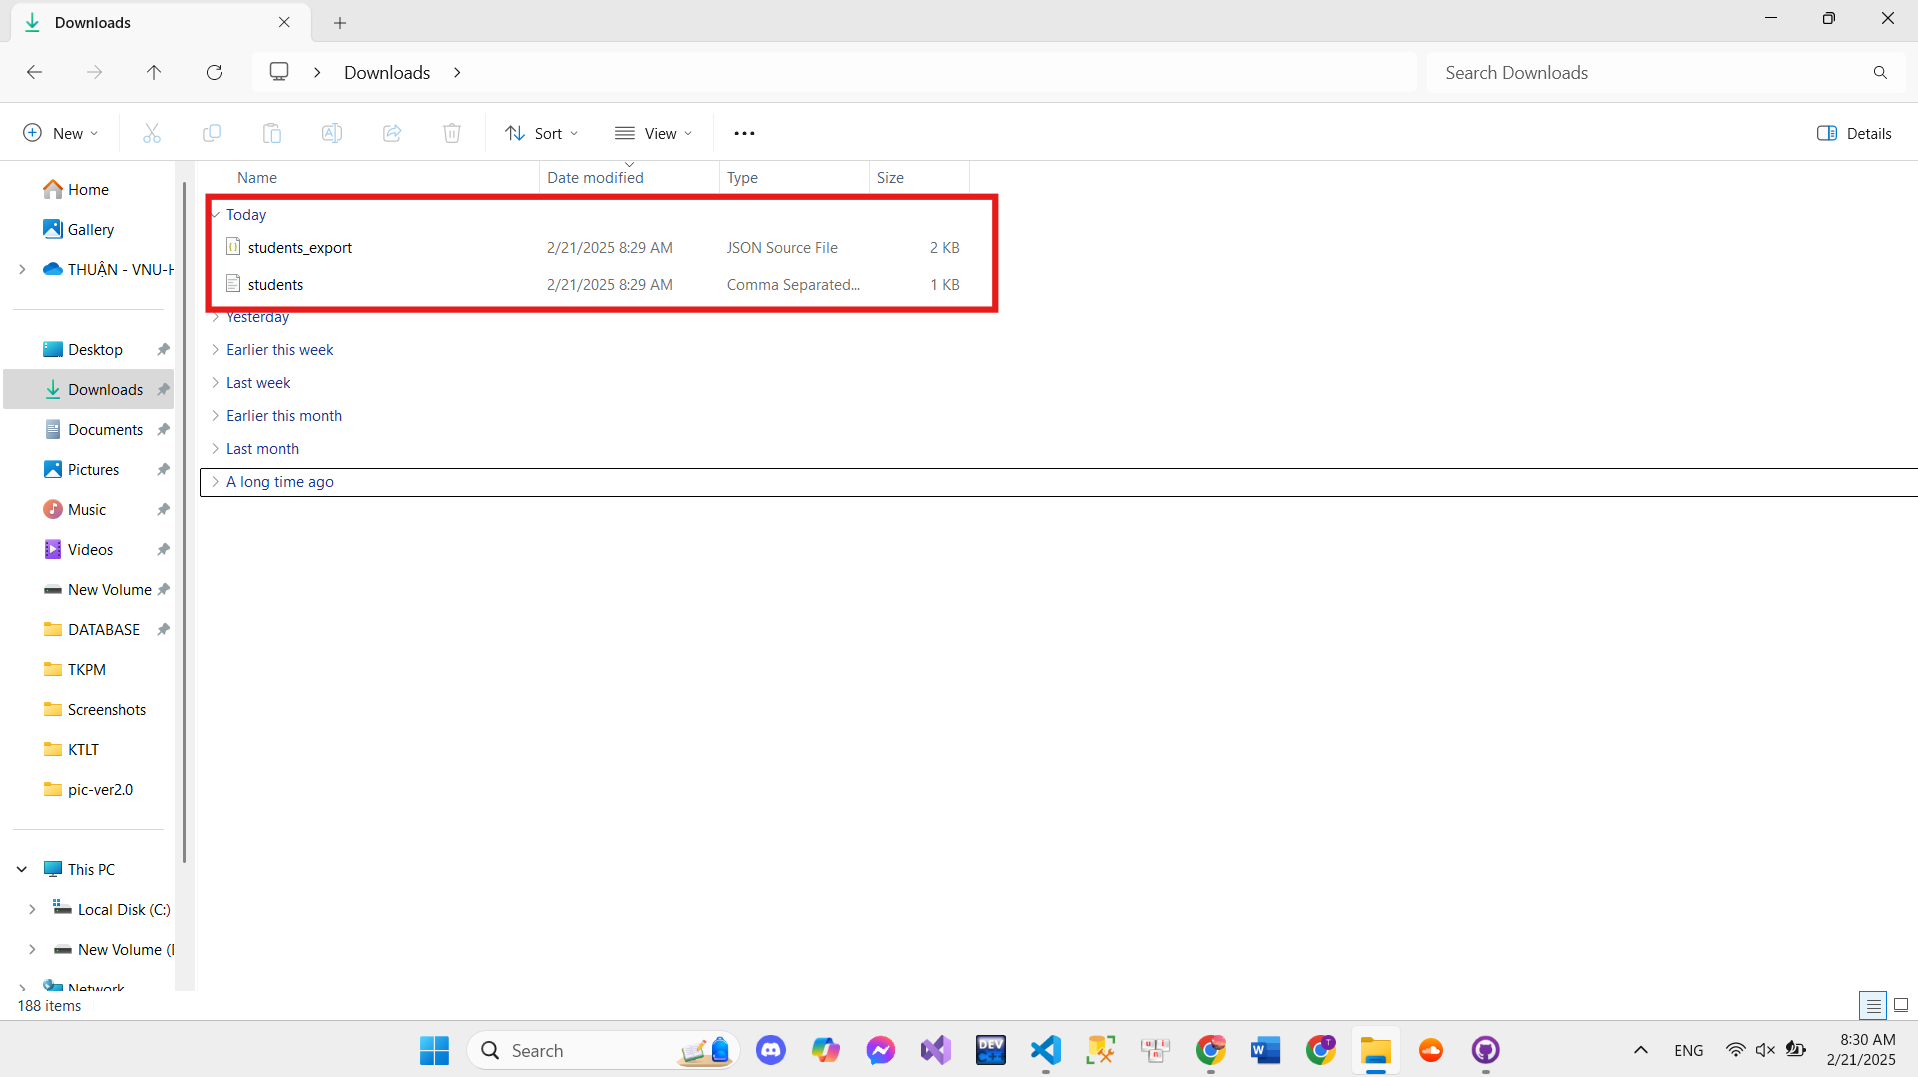 Downloads
Downloads
Search Downloads
New
Sort
View
Details
Name
Date modified
Type
Size
Home
Gallery
THUẬN - VNU-H
Desktop
Downloads
Documents
Pictures
Music
Videos
New Volume
DATABASE
TKPM
Screenshots
KTLT
pic-ver2.0
This PC
Local Disk (C:)
New Volume (
Network
Today
students_export 2/21/2025 8:29 AM JSON Source File 2 KB
students 2/21/2025 8:29 AM Comma Separated... 1 KB
Yesterday
Earlier this week
Last week
Earlier this month
Last month
A long time ago
188 items
Search
DEV
ENG
8:30 AM
2/21/2025